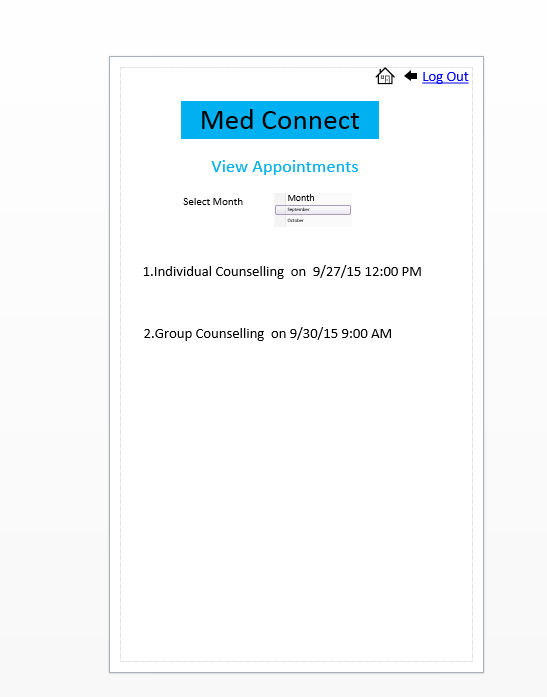 Log Out
Med Connect
View Appointments
Select Month
Month
September
October
1.Individual Counselling on 9/27/15 12:00 PM
2.Group Counselling on 9/30/15 9:00 AM